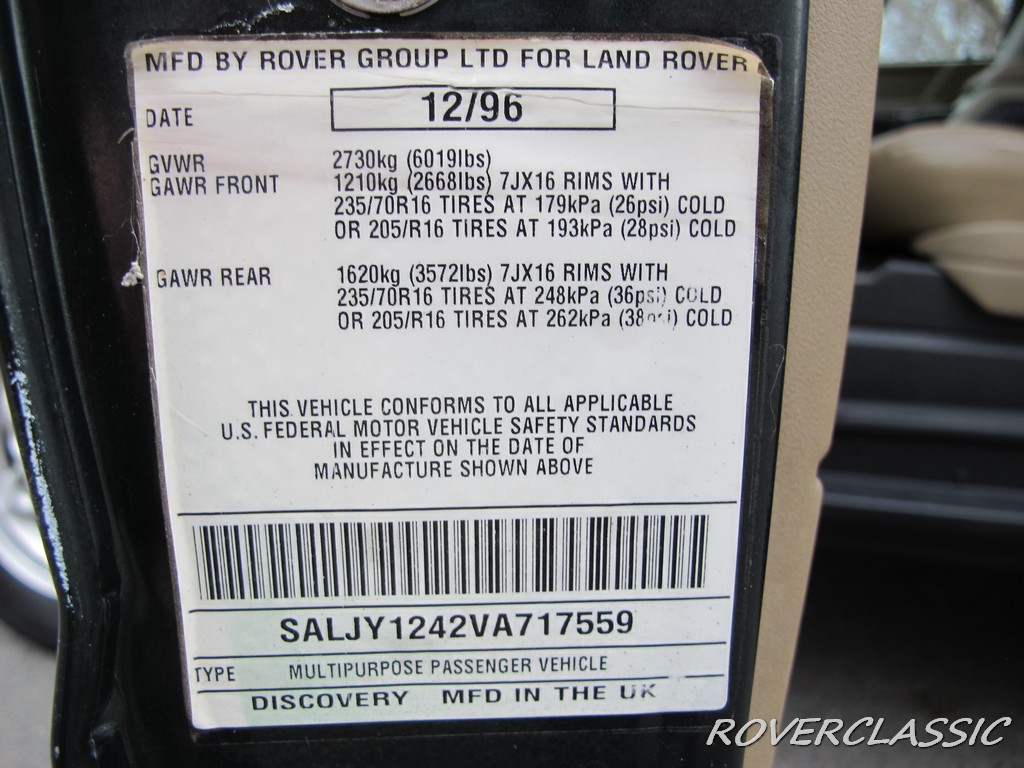 MFD BY ROVER GROUP LTD FOR LAND ROVER
DATE 12/96
GVWR 2730kg (6019lbs)
GAWR FRONT 1210kg (2668lbs) 7JX16 RIMS WITH
235/70R16 TIRES AT 179kPa (26psi) COLD
OR 205/R16 TIRES AT 193kPa (28psi) COLD
GAWR REAR 1620kg (3572lbs) 7JX16 RIMS WITH
235/70R16 TIRES AT 248kPa (36psi) COLD
OR 205/R16 TIRES AT 262kPa (38psi) COLD
THIS VEHICLE CONFORMS TO ALL APPLICABLE
U.S. FEDERAL MOTOR VEHICLE SAFETY STANDARDS
IN EFFECT ON THE DATE OF
MANUFACTURE SHOWN ABOVE
SALJY1242VA717559
TYPE MULTIPURPOSE PASSENGER VEHICLE
DISCOVERY MFD IN THE UK
ROVERCLASSIC